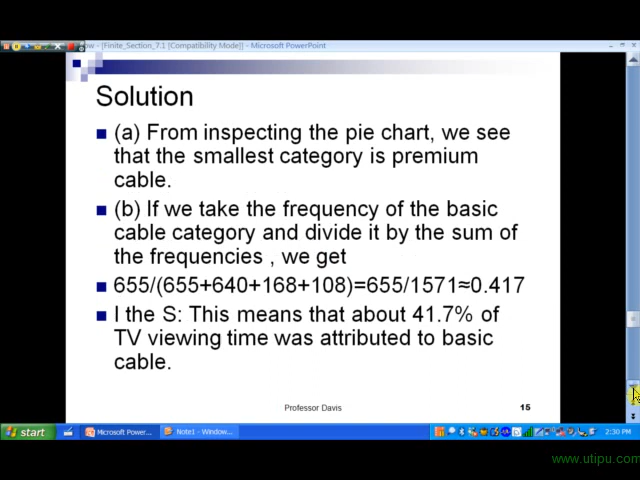 ow - [Finite_Section_7.1 [Compatibility Mode]] - Microsoft PowerPoint
Solution
(a) From inspecting the pie chart, we see
that the smallest category is premium
cable.
(b) If we take the frequency of the basic
cable category and divide it by the sum of
the frequencies , we get
655/(655+640+168+108)=655/1571≈0.417
I the S: This means that about 41.7% of
TV viewing time was attributed to basic
cable.
Professor Davis
15
start
Microsoft PowerPoint...
Note1 - Window...
2:30 PM
www.utipu.com